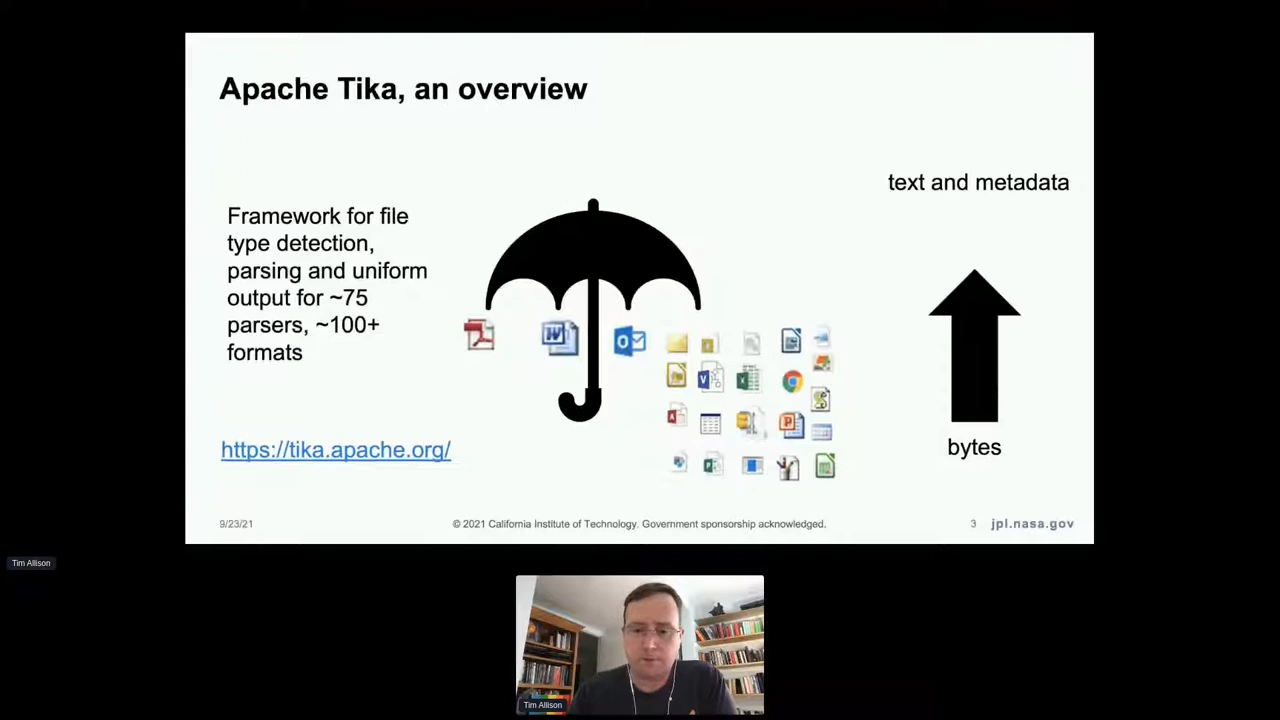 Apache Tika, an overview
text and metadata
Framework for file
type detection,
parsing and uniform
output for ~75
parsers, ~100+
formats
bytes
https://tika.apache.org/
9/23/21
© 2021 California Institute of Technology. Government sponsorship acknowledged.
3
jpl.nasa.gov
Tim Allison
Tim Allison